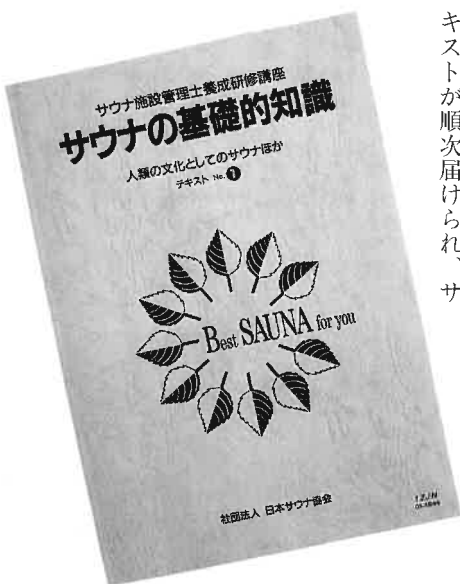 キストが順次届けられ、サ
サウナ施設管理士養成研修講座
サウナの基礎的知識
人類の文化としてのサウナほか
テキスト No.❶
Best SAUNA for you
社団法人 日本サウナ協会